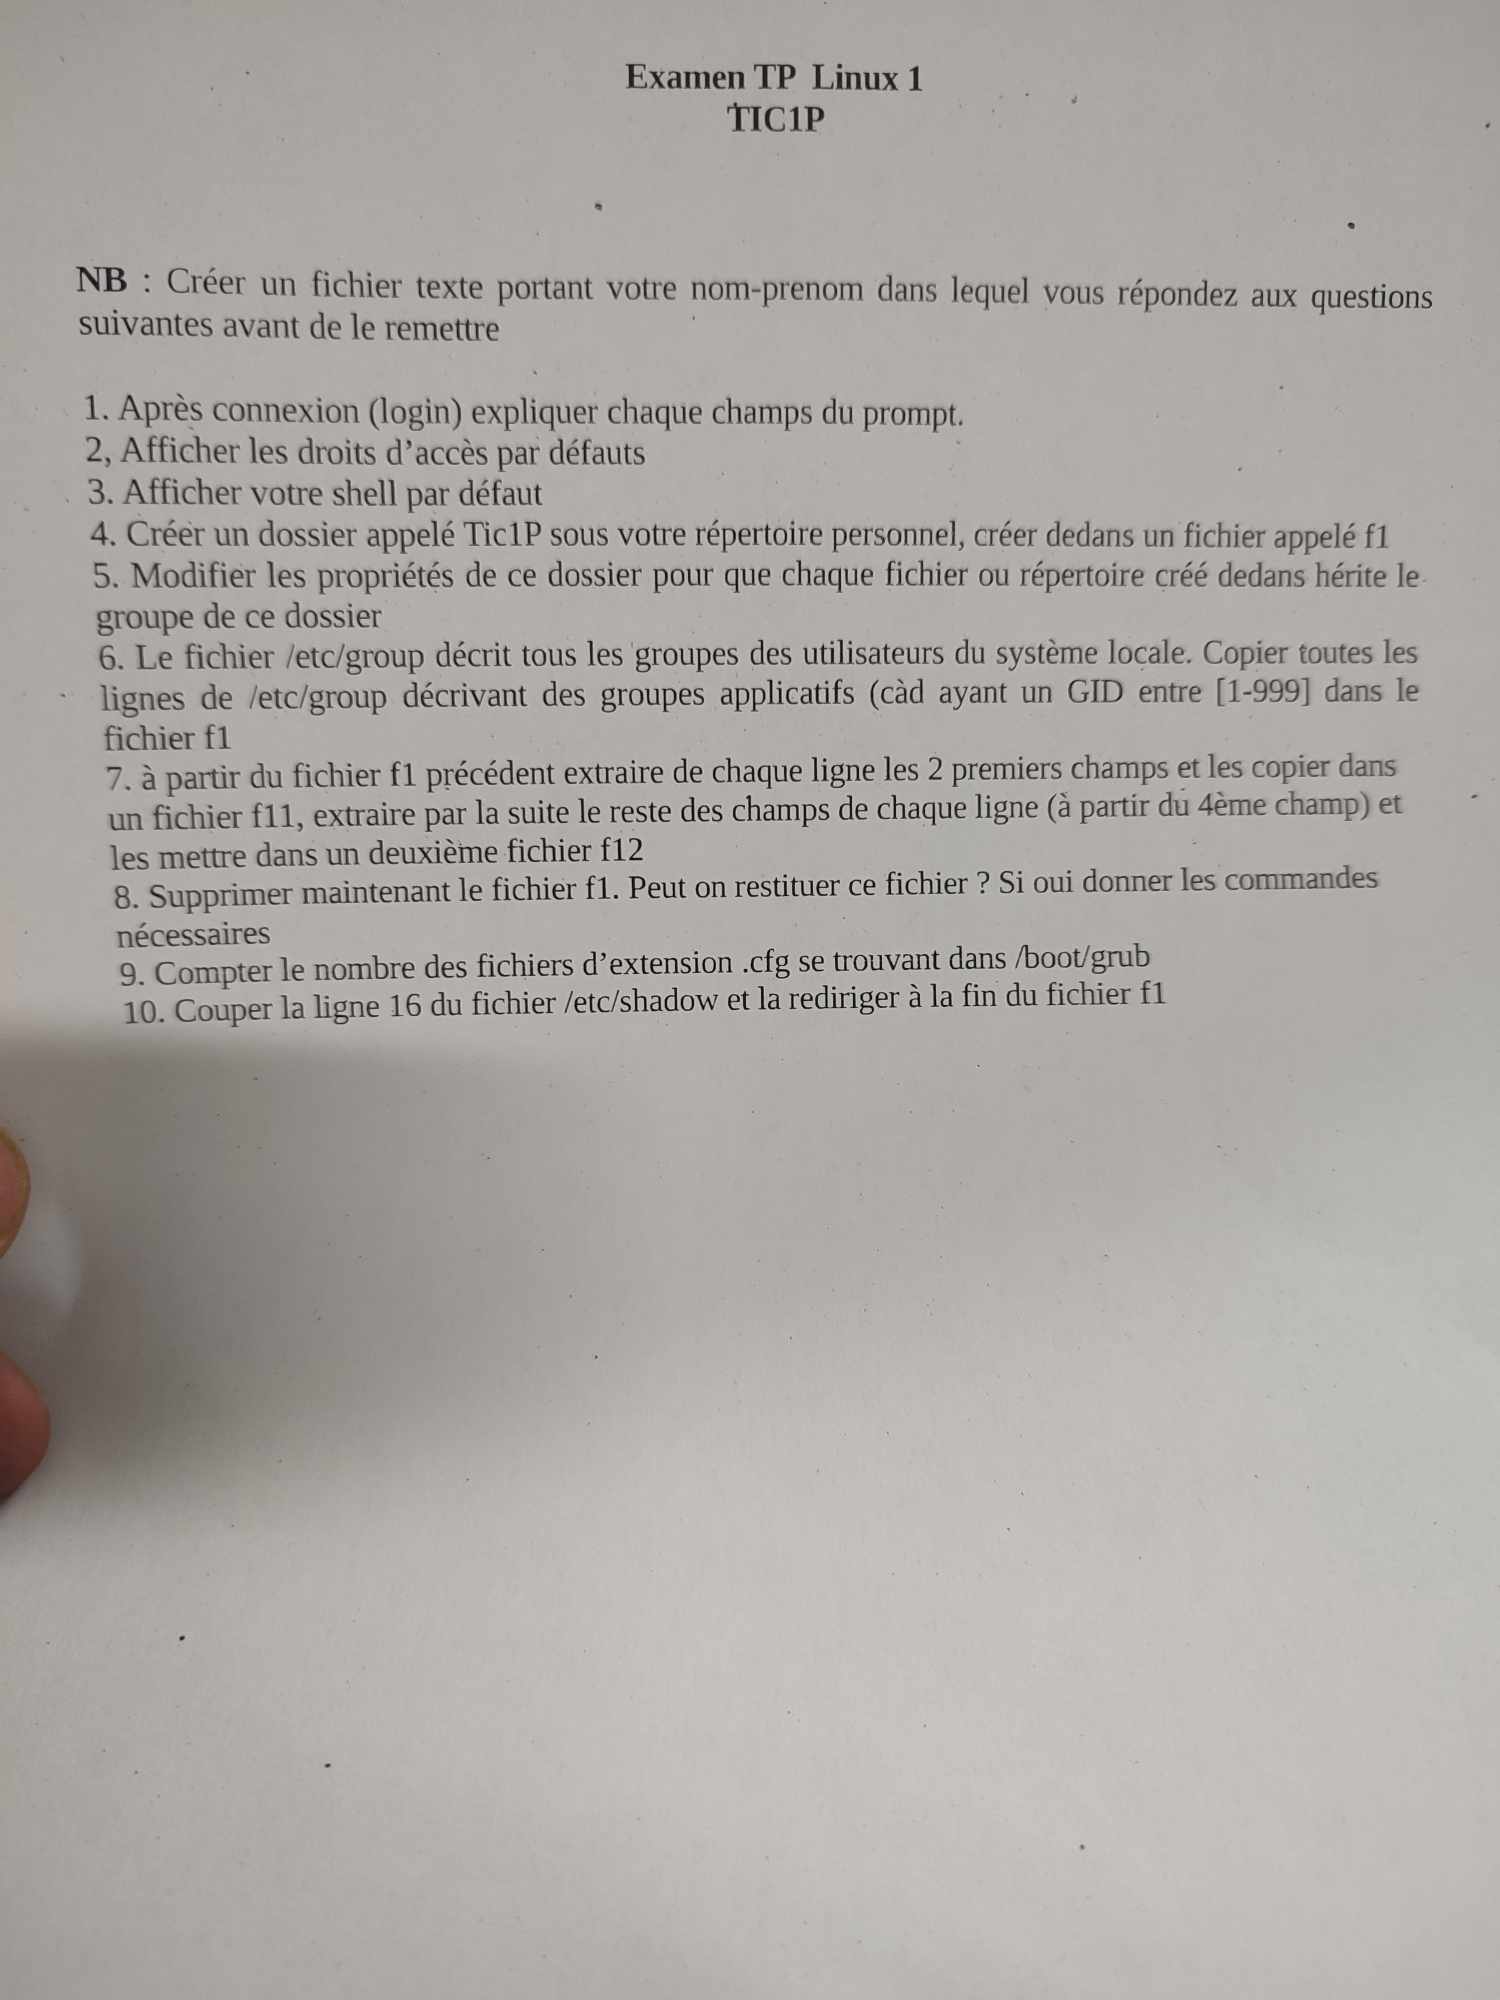 Examen TP Linux 1
TIC1P
NB : Créer un fichier texte portant votre nom-prenom dans lequel vous répondez aux questions
suivantes avant de le remettre
1. Après connexion (login) expliquer chaque champs du prompt.
2, Afficher les droits d’accès par défauts
3. Afficher votre shell par défaut
4. Créer un dossier appelé Tic1P sous votre répertoire personnel, créer dedans un fichier appelé f1
5. Modifier les propriétés de ce dossier pour que chaque fichier ou répertoire créé dedans hérite le
groupe de ce dossier
6. Le fichier /etc/group décrit tous les groupes des utilisateurs du système locale. Copier toutes les
lignes de /etc/group décrivant des groupes applicatifs (càd ayant un GID entre [1-999] dans le
fichier f1
7. à partir du fichier f1 précédent extraire de chaque ligne les 2 premiers champs et les copier dans
un fichier f11, extraire par la suite le reste des champs de chaque ligne (à partir du 4ème champ) et
les mettre dans un deuxième fichier f12
8. Supprimer maintenant le fichier f1. Peut on restituer ce fichier ? Si oui donner les commandes
nécessaires
9. Compter le nombre des fichiers d’extension .cfg se trouvant dans /boot/grub
10. Couper la ligne 16 du fichier /etc/shadow et la rediriger à la fin du fichier f1